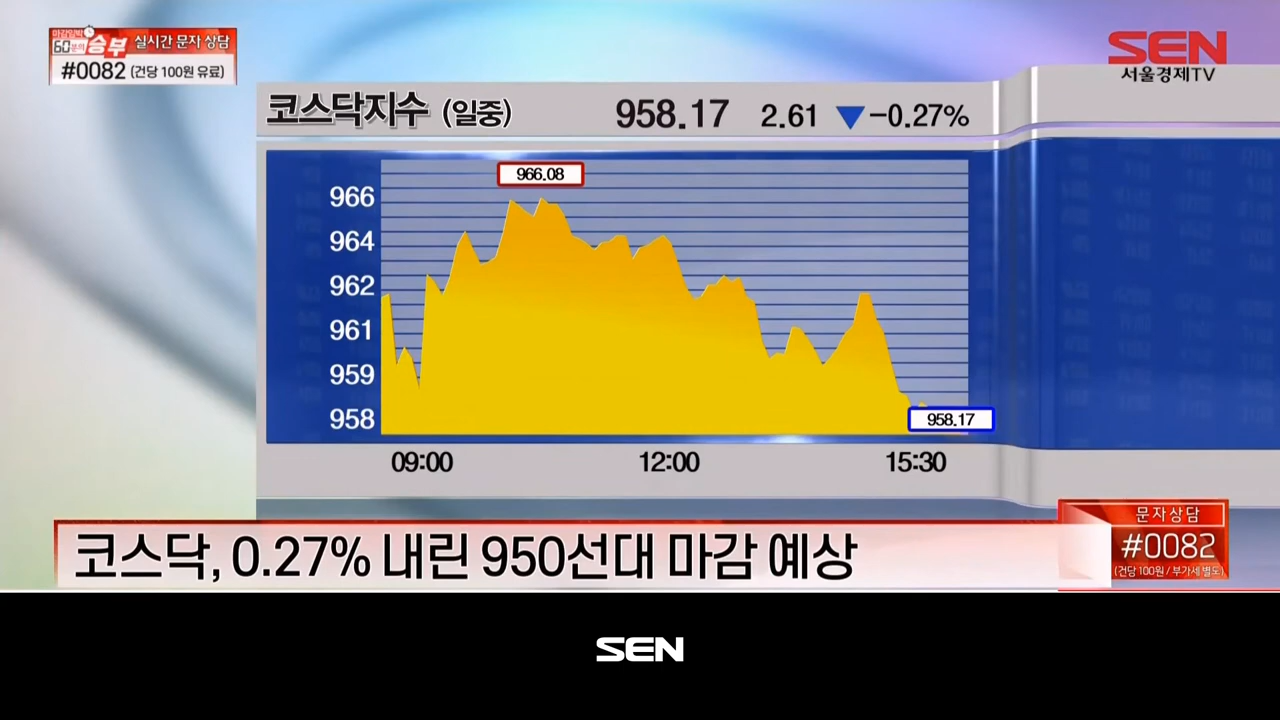 마감임박
60분의 승부 실시간 문자 상담
#0082 (건당 100원 유료)
SEN
서울경제TV
코스닥지수 (일중) 958.17 2.61 ▼-0.27%
966.08
966
964
962
961
959
958
958.17
09:00 12:00 15:30
코스닥, 0.27% 내린 950선대 마감 예상
문자상담
#0082
(건당 100원 / 부가세 별도)
SEN